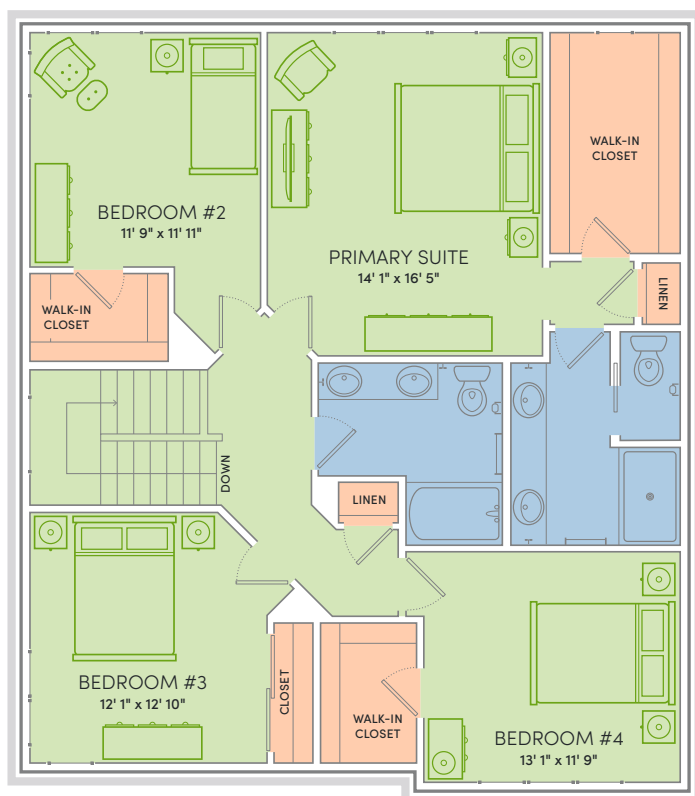 BEDROOM #2
11' 9" x 11' 11"
PRIMARY SUITE
14' 1" x 16' 5"
WALK-IN
CLOSET
LINEN
WALK-IN
CLOSET
DOWN
LINEN
BEDROOM #3
12' 1" x 12' 10"
CLOSET
WALK-IN
CLOSET
BEDROOM #4
13' 1" x 11' 9"